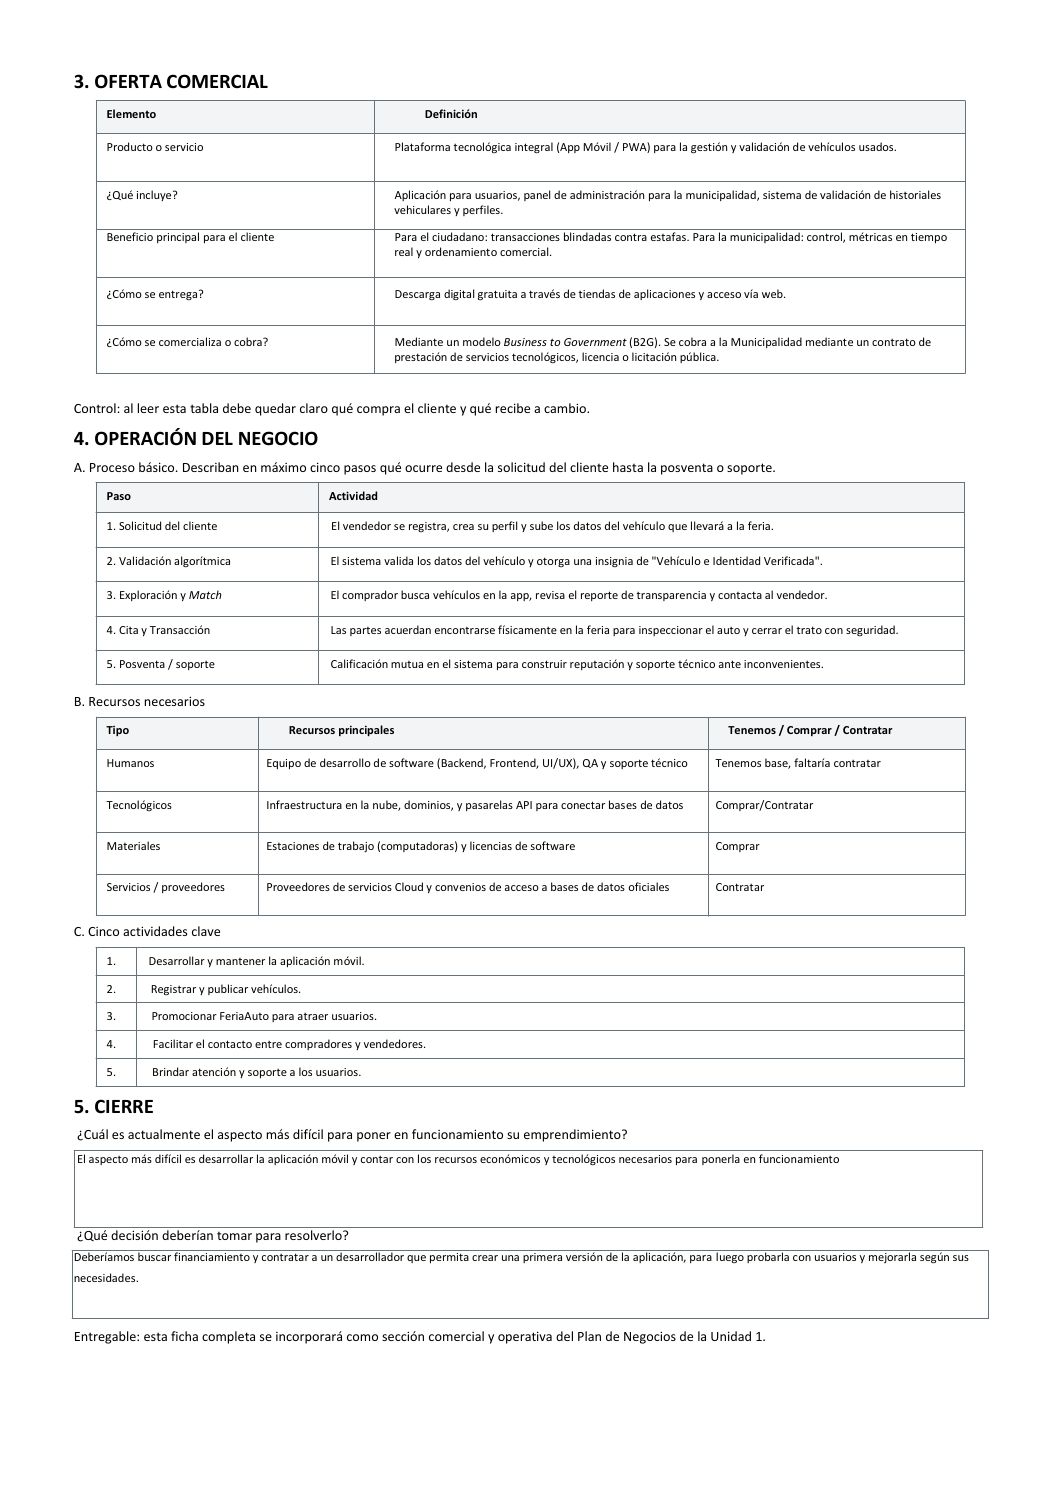 3. OFERTA COMERCIAL
Elemento Definición
Producto o servicio Plataforma tecnológica integral (App Móvil / PWA) para la gestión y validación de vehículos usados.
¿Qué incluye? Aplicación para usuarios, panel de administración para la municipalidad, sistema de validación de historiales
vehiculares y perfiles.
Beneficio principal para el cliente Para el ciudadano: transacciones blindadas contra estafas. Para la municipalidad: control, métricas en tiempo
real y ordenamiento comercial.
¿Cómo se entrega? Descarga digital gratuita a través de tiendas de aplicaciones y acceso vía web.
¿Cómo se comercializa o cobra? Mediante un modelo Business to Government (B2G). Se cobra a la Municipalidad mediante un contrato de
prestación de servicios tecnológicos, licencia o licitación pública.
Control: al leer esta tabla debe quedar claro qué compra el cliente y qué recibe a cambio.
4. OPERACIÓN DEL NEGOCIO
A. Proceso básico. Describan en máximo cinco pasos qué ocurre desde la solicitud del cliente hasta la posventa o soporte.
Paso Actividad
1. Solicitud del cliente El vendedor se registra, crea su perfil y sube los datos del vehículo que llevará a la feria.
2. Validación algorítmica El sistema valida los datos del vehículo y otorga una insignia de "Vehículo e Identidad Verificada".
3. Exploración y Match El comprador busca vehículos en la app, revisa el reporte de transparencia y contacta al vendedor.
4. Cita y Transacción Las partes acuerdan encontrarse físicamente en la feria para inspeccionar el auto y cerrar el trato con seguridad.
5. Posventa / soporte Calificación mutua en el sistema para construir reputación y soporte técnico ante inconvenientes.
B. Recursos necesarios
Tipo Recursos principales Tenemos / Comprar / Contratar
Humanos Equipo de desarrollo de software (Backend, Frontend, UI/UX), QA y soporte técnico Tenemos base, faltaría contratar
Tecnológicos Infraestructura en la nube, dominios, y pasarelas API para conectar bases de datos Comprar/Contratar
Materiales Estaciones de trabajo (computadoras) y licencias de software Comprar
Servicios / proveedores Proveedores de servicios Cloud y convenios de acceso a bases de datos oficiales Contratar
C. Cinco actividades clave
1. Desarrollar y mantener la aplicación móvil.
2. Registrar y publicar vehículos.
3. Promocionar FeriaAuto para atraer usuarios.
4. Facilitar el contacto entre compradores y vendedores.
5. Brindar atención y soporte a los usuarios.
5. CIERRE
¿Cuál es actualmente el aspecto más difícil para poner en funcionamiento su emprendimiento?
El aspecto más difícil es desarrollar la aplicación móvil y contar con los recursos económicos y tecnológicos necesarios para ponerla en funcionamiento
¿Qué decisión deberían tomar para resolverlo?
Deberíamos buscar financiamiento y contratar a un desarrollador que permita crear una primera versión de la aplicación, para luego probarla con usuarios y mejorarla según sus
necesidades.
Entregable: esta ficha completa se incorporará como sección comercial y operativa del Plan de Negocios de la Unidad 1.